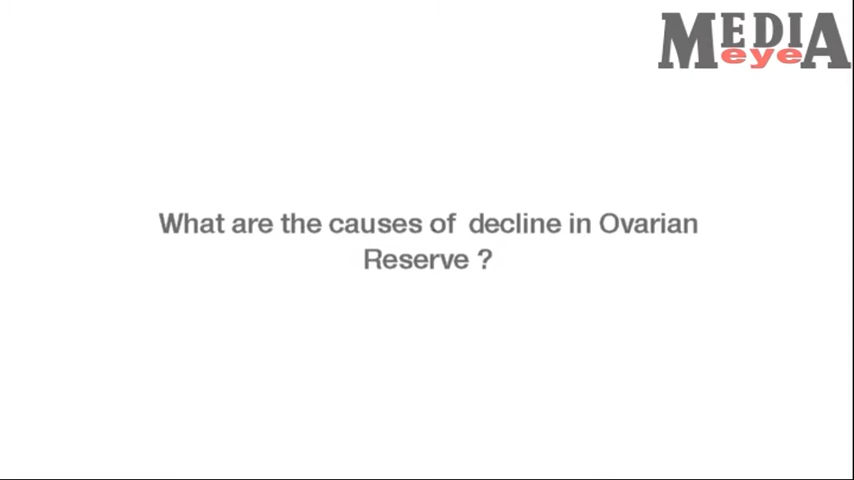 MEDIA
eye
What are the causes of decline in Ovarian
Reserve ?